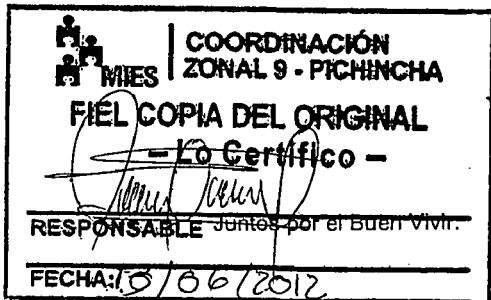 MIES
COORDINACIÓN
ZONAL 9 - PICHINCHA
FIEL COPIA DEL ORIGINAL
- Lo Certifico -
RESPONSABLE Juntos por el Buen Vivir.
FECHA: /06/2012